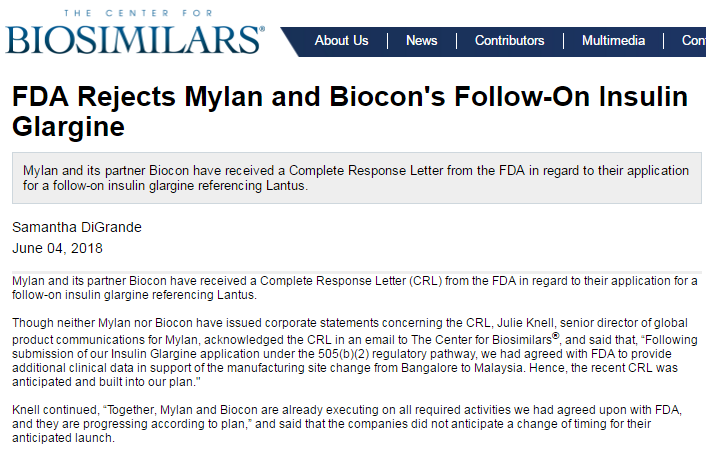 THE CENTER FOR
BIOSIMILARS®
About Us | News | Contributors | Multimedia | Con
FDA Rejects Mylan and Biocon's Follow-On Insulin
Glargine
Mylan and its partner Biocon have received a Complete Response Letter from the FDA in regard to their application
for a follow-on insulin glargine referencing Lantus.
Samantha DiGrande
June 04, 2018
Mylan and its partner Biocon have received a Complete Response Letter (CRL) from the FDA in regard to their application for a
follow-on insulin glargine referencing Lantus.
Though neither Mylan nor Biocon have issued corporate statements concerning the CRL, Julie Knell, senior director of global
product communications for Mylan, acknowledged the CRL in an email to The Center for Biosimilars®, and said that, “Following
submission of our Insulin Glargine application under the 505(b)(2) regulatory pathway, we had agreed with FDA to provide
additional clinical data in support of the manufacturing site change from Bangalore to Malaysia. Hence, the recent CRL was
anticipated and built into our plan."
Knell continued, “Together, Mylan and Biocon are already executing on all required activities we had agreed upon with FDA,
and they are progressing according to plan,” and said that the companies did not anticipate a change of timing for their
anticipated launch.